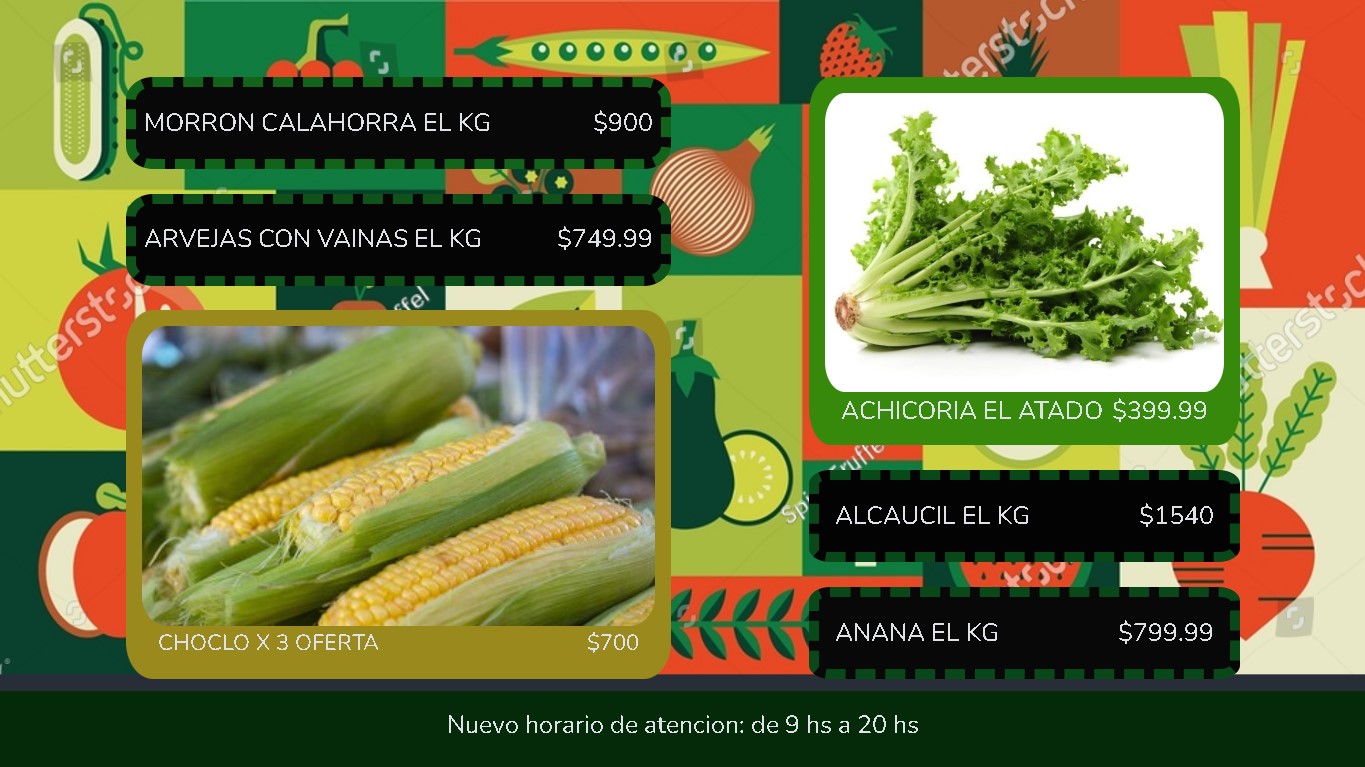 MORRON CALAHORRA EL KG $900
ARVEJAS CON VAINAS EL KG $749.99
CHOCLO X 3 OFERTA $700
ACHICORIA EL ATADO $399.99
ALCAUCIL EL KG $1540
ANANA EL KG $799.99
Nuevo horario de atencion: de 9 hs a 20 hs